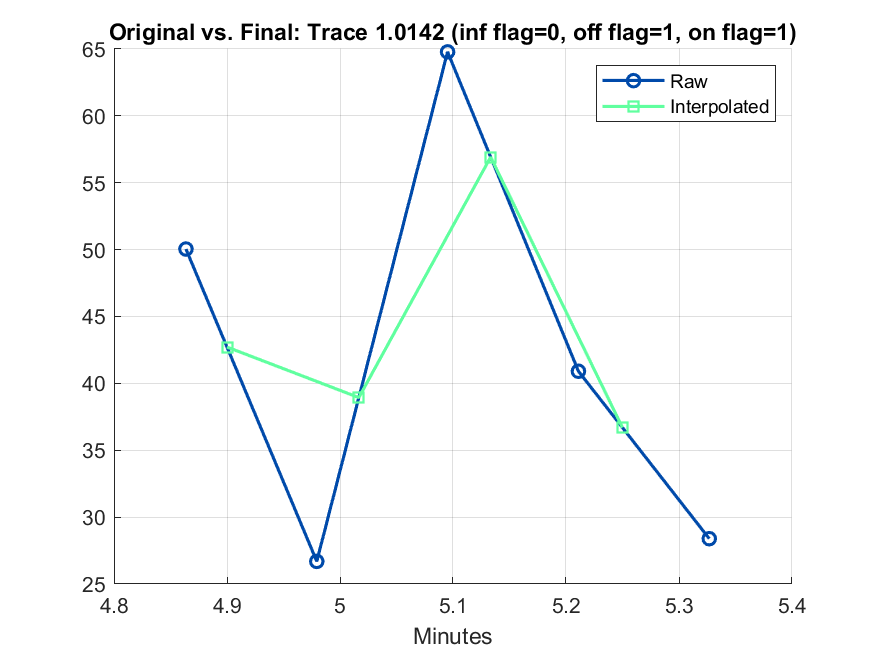 Original vs. Final: Trace 1.0142 (inf flag=0, off flag=1, on flag=1)
65
60
55
50
45
40
35
30
25
Raw
Interpolated
4.8 4.9 5 5.1 5.2 5.3 5.4
Minutes